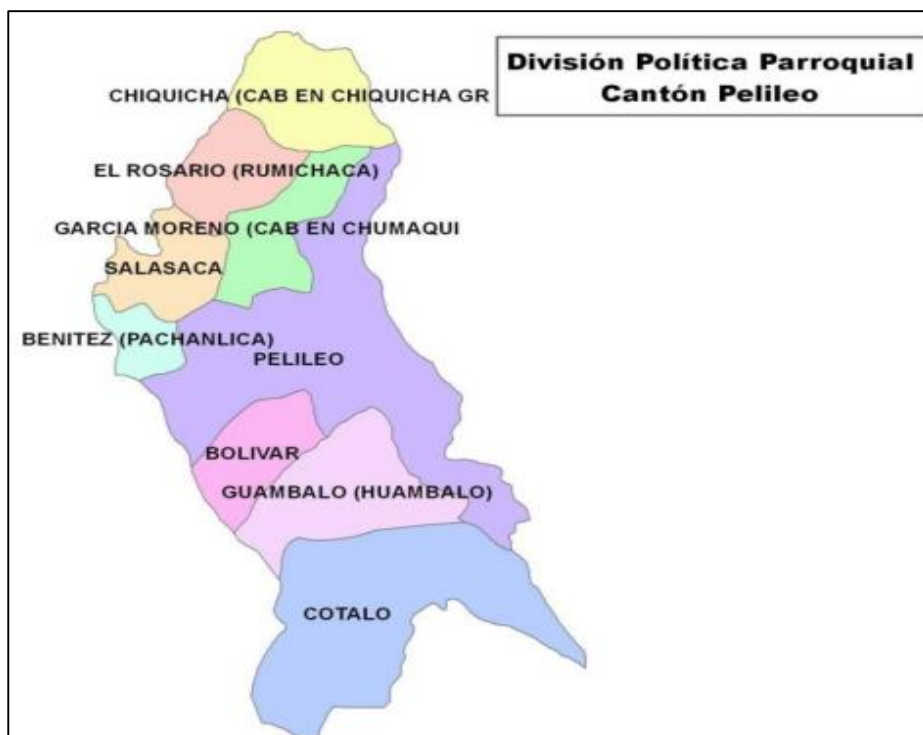 División Política Parroquial
Cantón Pelileo
CHIQUICHA (CAB EN CHIQUICHA GR
EL ROSARIO (RUMICHACA)
GARCIA MORENO (CAB EN CHUMAQUI
SALASACA
BENITEZ (PACHANLICA)
PELILEO
BOLIVAR
GUAMBALO (HUAMBALO)
COTALO